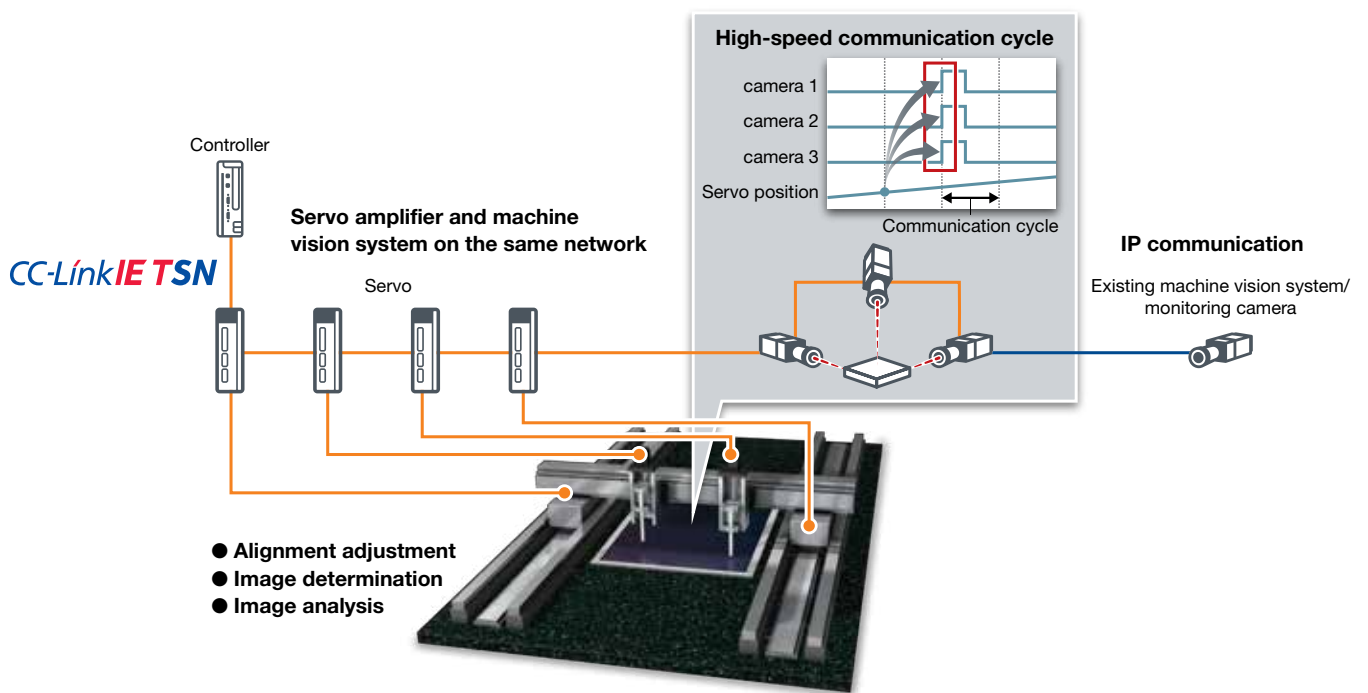 High-speed communication cycle
camera 1
camera 2
camera 3
Servo position
Communication cycle
Controller
Servo amplifier and machine
vision system on the same network
CC-Link IE TSN
Servo
IP communication
Existing machine vision system/
monitoring camera
● Alignment adjustment
● Image determination
● Image analysis